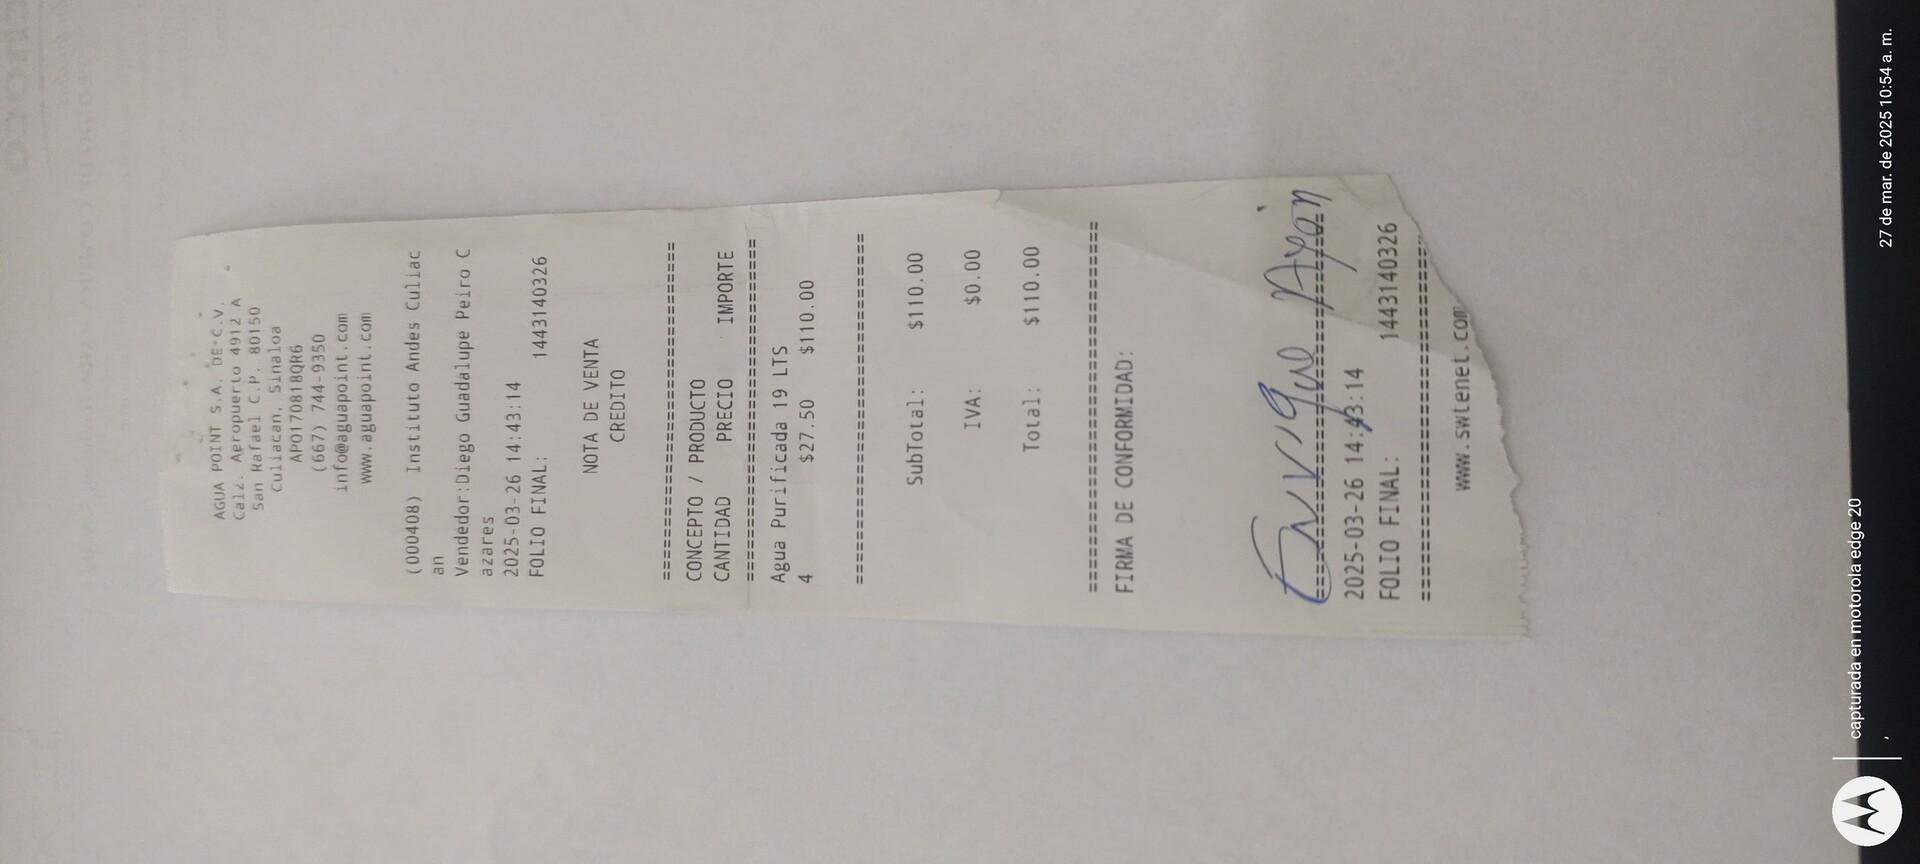 AGUA POINT S.A. DE C.V.
Calz. Aeropuerto 4912 A
San Rafael C.P. 80150
Culiacan, Sinaloa
APO170818QR6
(667) 744-9350
info@aguapoint.com
www.aguapoint.com
(000408) Instituto Andes Culiac
an
Vendedor:Diego Guadalupe Peiro C
azares
2025-03-26 14:43:14
FOLIO FINAL: 1443140326
NOTA DE VENTA
CREDITO
================================
CONCEPTO / PRODUCTO
CANTIDAD PRECIO IMPORTE
================================
Agua Purificada 19 LTS
4 $27.50 $110.00
================================
SubTotal: $110.00
IVA: $0.00
Total: $110.00
================================
FIRMA DE CONFORMIDAD:
Enrique Ayón
================================
2025-03-26 14:43:14
FOLIO FINAL: 1443140326
================================
www.swtenet.com
capturada en motorola edge 20
27 de mar. de 2025 10:54 a. m.